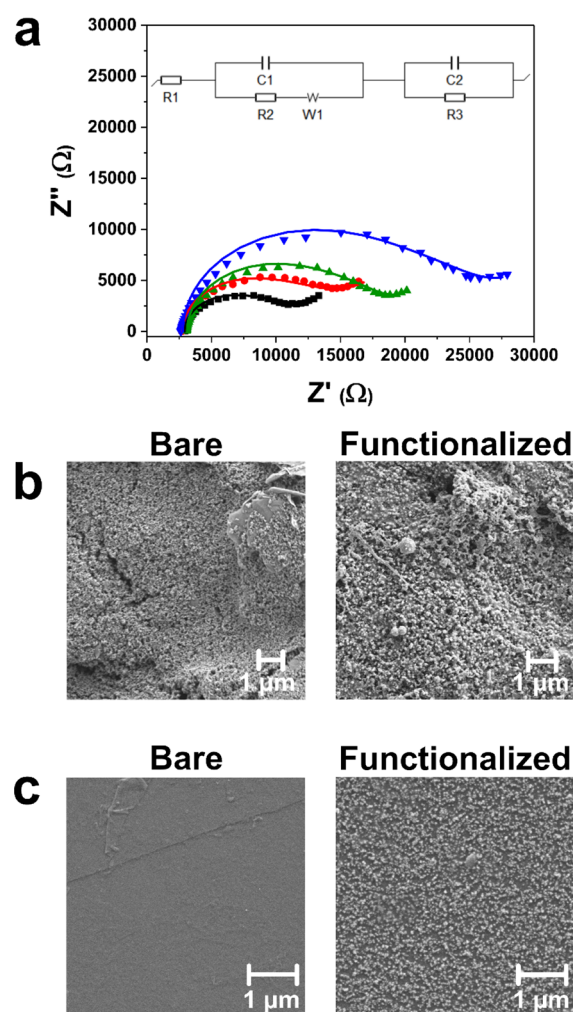 a
30000
25000
20000
15000
10000
5000
0
Z'' (Ω)
C1
C2
R1
R2
W1
R3
0 5000 10000 15000 20000 25000 30000
Z' (Ω)
b
Bare
Functionalized
1 µm
1 µm
c
Bare
Functionalized
1 µm
1 µm